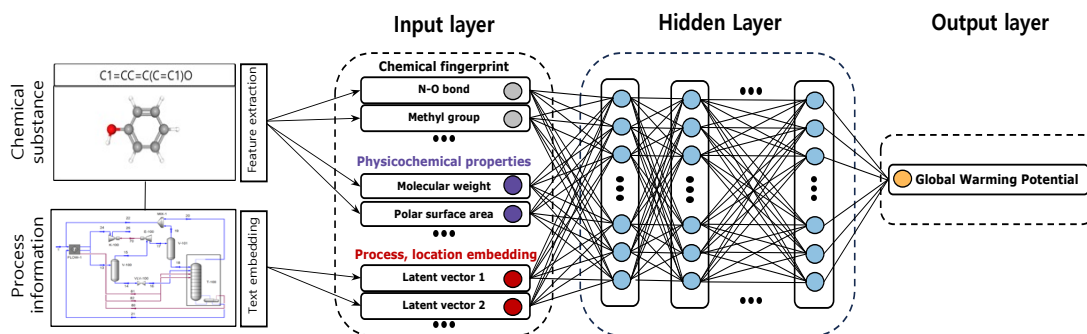 Input layer
Hidden Layer
Output layer
Chemical
substance
C1=CC=C(C=C1)O
Feature extraction
Chemical fingerprint
N-O bond
Methyl group
Physicochemical properties
Molecular weight
Polar surface area
Process, location embedding
Latent vector 1
Latent vector 2
Global Warming Potential
Process
information
Text embedding